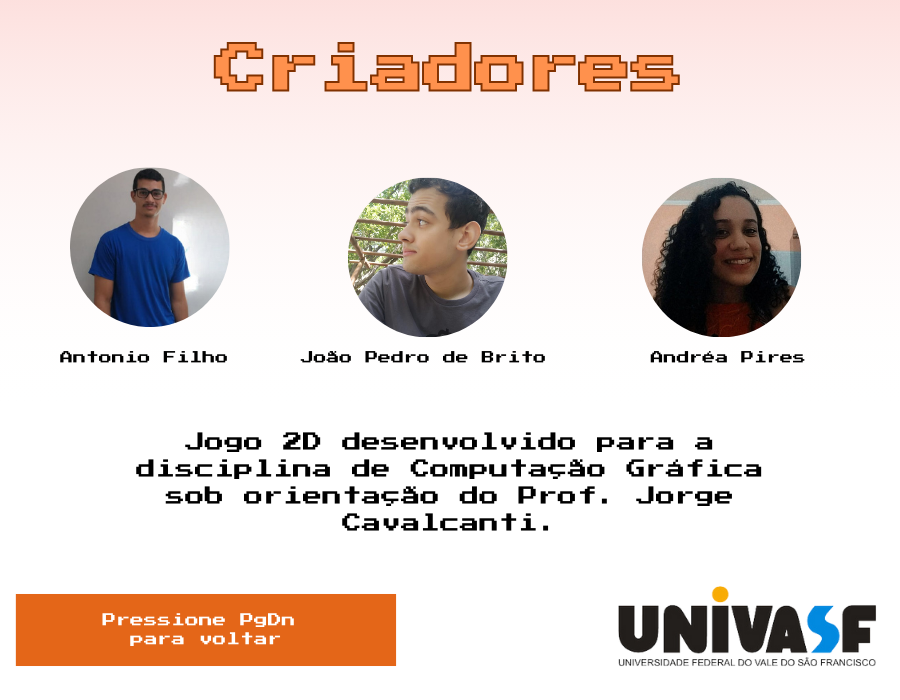 Criadores
Antonio Filho
João Pedro de Brito
Andréa Pires
Jogo 2D desenvolvido para a
disciplina de Computação Gráfica
sob orientação do Prof. Jorge
Cavalcanti.
Pressione PgDn
para voltar
UNIVASF
UNIVERSIDADE FEDERAL DO VALE DO SÃO FRANCISCO